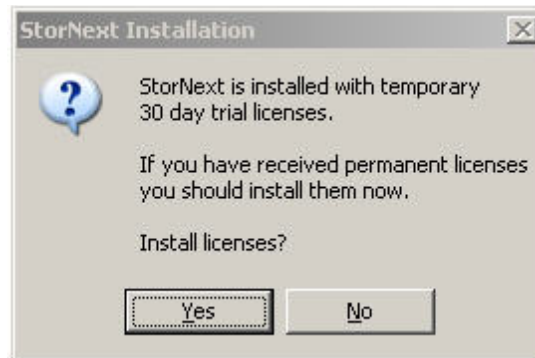 StorNext Installation
StorNext is installed with temporary
30 day trial licenses.
If you have received permanent licenses
you should install them now.
Install licenses?
Yes
No